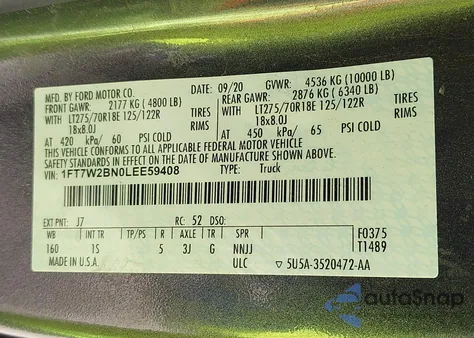 MFD. BY FORD MOTOR CO. DATE: 09/20 GVWR: 4536 KG (10000 LB)
FRONT GAWR: 2177 KG (4800 LB) REAR GAWR: 2876 KG (6340 LB)
WITH LT275/70R18E 125/122R TIRES WITH LT275/70R18E 125/122R TIRES
18x8.0J RIMS 18x8.0J RIMS
AT 420 kPa/ 60 PSI COLD AT 450 kPa/ 65 PSI COLD
THIS VEHICLE CONFORMS TO ALL APPLICABLE FEDERAL MOTOR VEHICLE
SAFETY STANDARDS IN EFFECT ON THE DATE OF MANUFACTURE SHOWN ABOVE.
VIN: 1FT7W2BN0LEE59408 TYPE: Truck
EXT PNT: J7 RC: 52 DSO: F0375
WB INT TR TP/PS R AXLE TR SPR T1489
160 1S 5 3J G NNJJ
MADE IN U.S.A. ULC 5U5A-3520472-AA
autoSnap